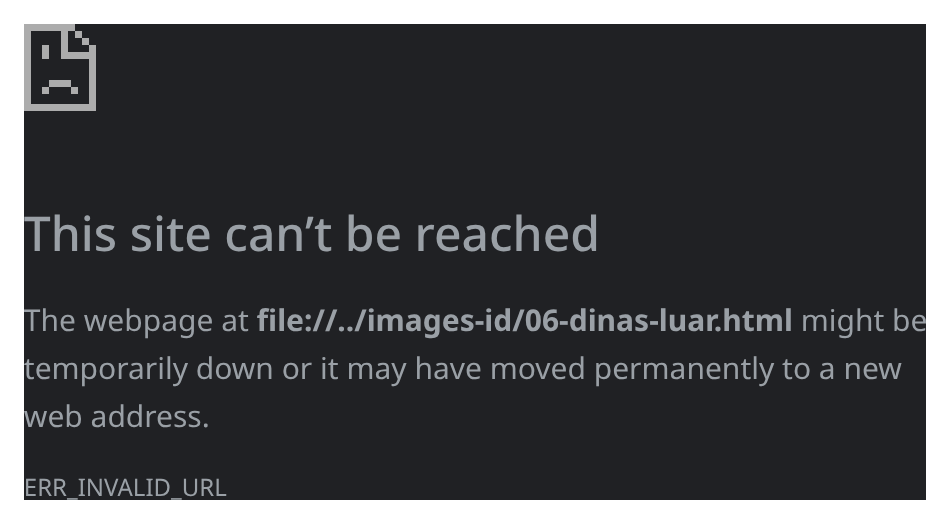 This site can’t be reached
The webpage at file://../images-id/06-dinas-luar.html might be
temporarily down or it may have moved permanently to a new
web address.
ERR_INVALID_URL